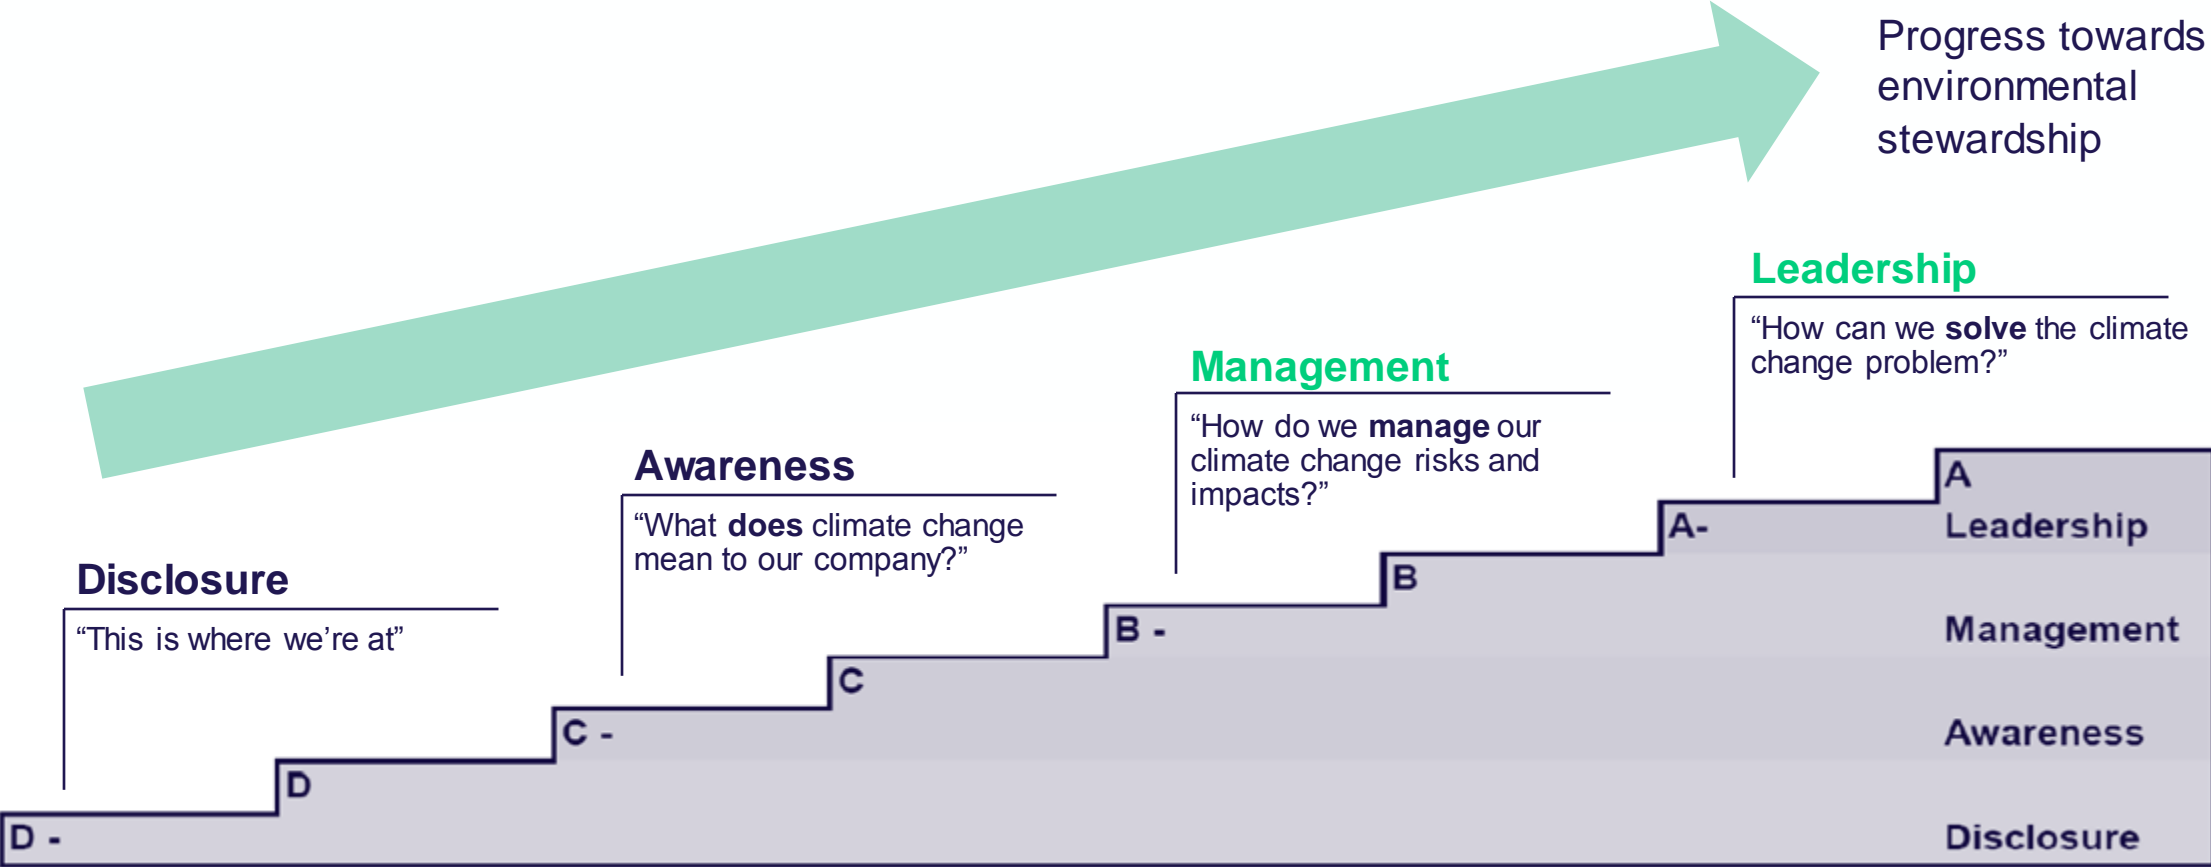 Progress towards
environmental
stewardship
Leadership
“How can we solve the climate
change problem?”
Management
“How do we manage our
climate change risks and
impacts?”
Awareness
“What does climate change
mean to our company?”
Disclosure
“This is where we’re at”
A
Leadership
A-
B
Management
B -
C
Awareness
C -
D
Disclosure
D -